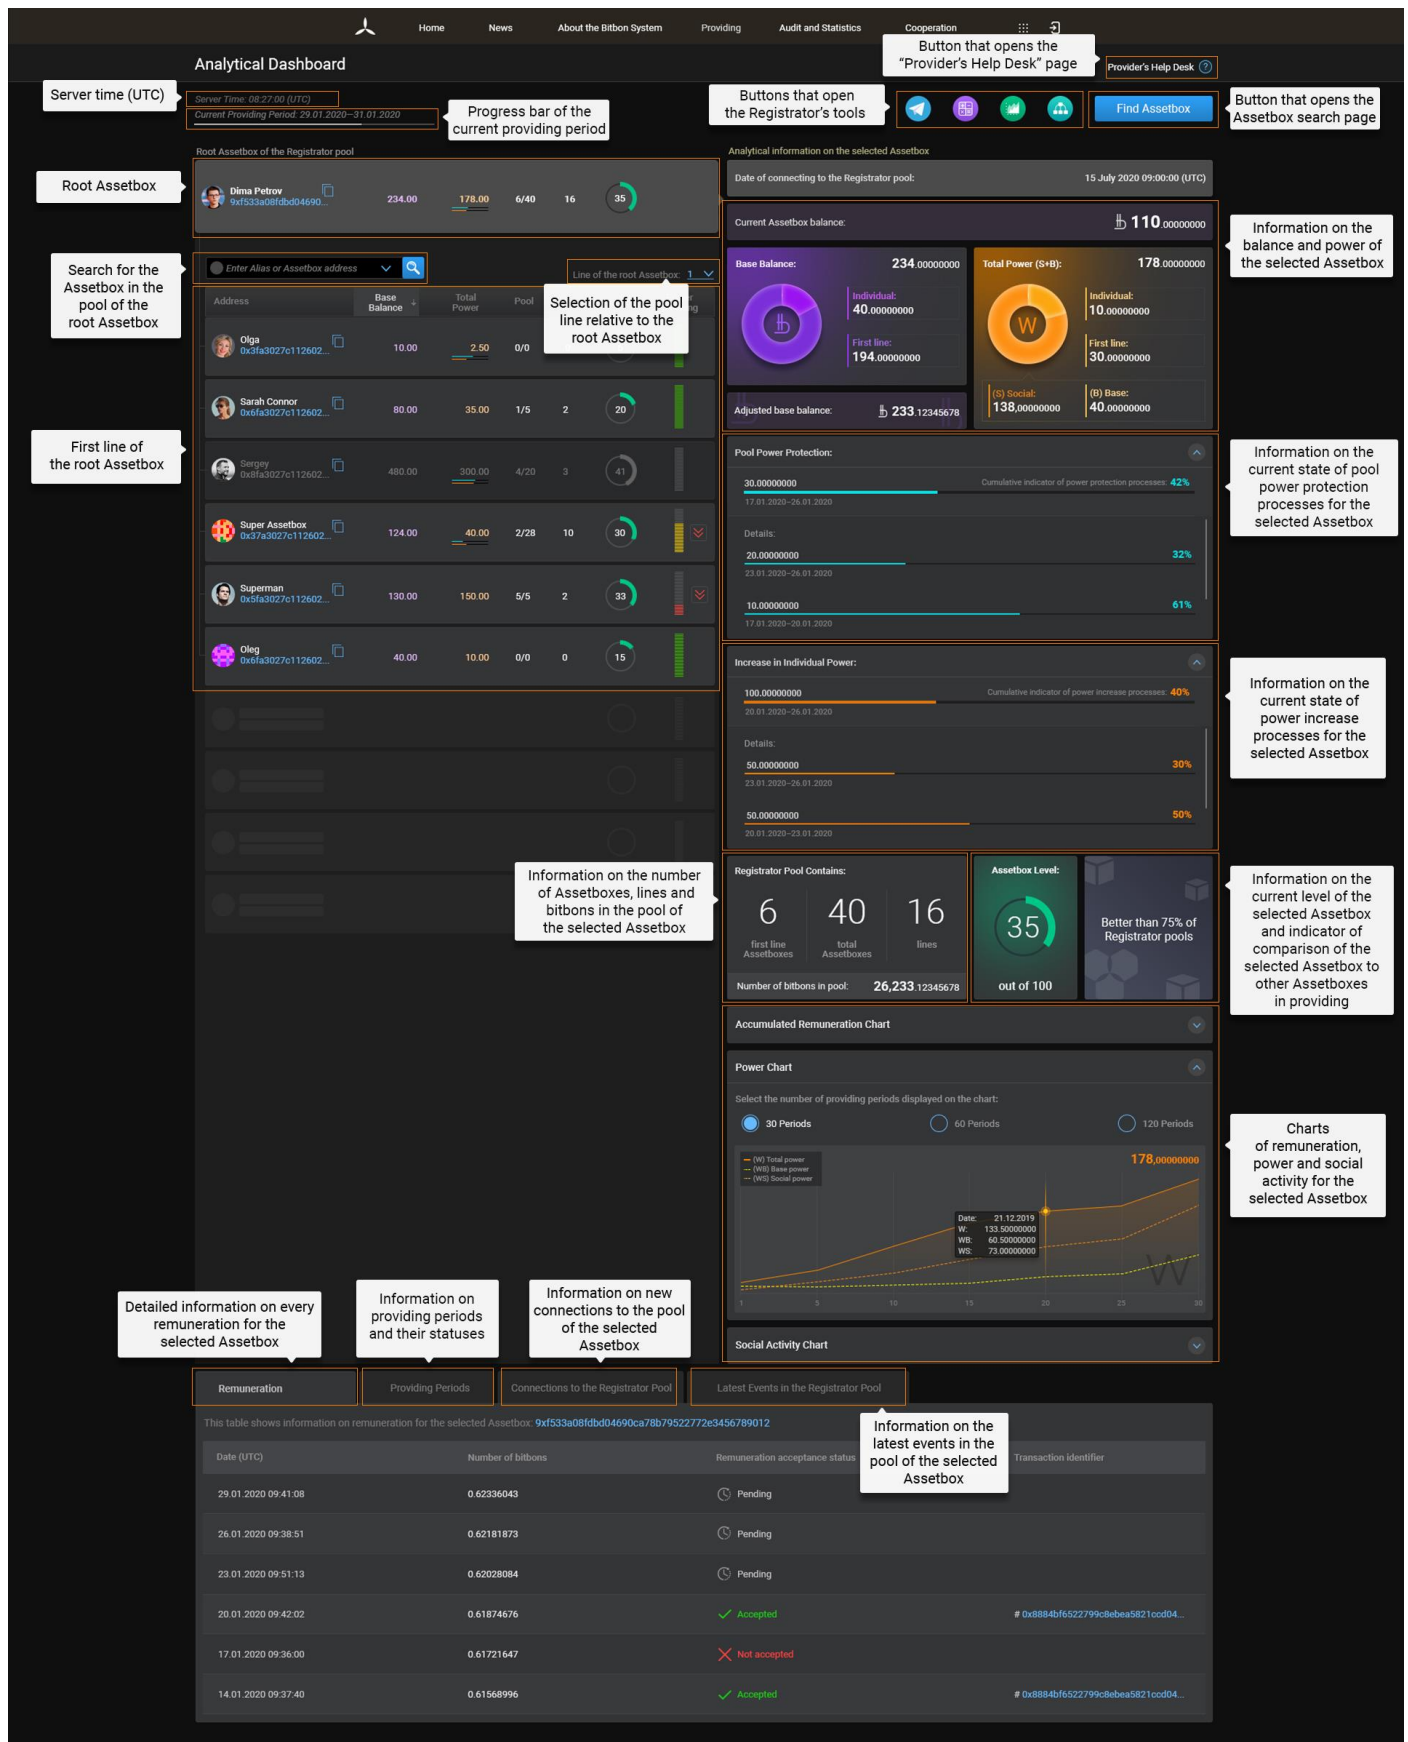 Home News About the Bitbon System Providing Audit and Statistics Cooperation
Analytical Dashboard
Button that opens the
“Provider’s Help Desk” page
Provider’s Help Desk ?
Server time (UTC)
Server Time: 08:27:00 (UTC)
Current Providing Period: 29.01.2020–31.01.2020
Progress bar of the
current providing period
Buttons that open
the Registrator’s tools
Find Assetbox
Button that opens the
Assetbox search page
Root Assetbox of the Registrator pool
Root Assetbox
Dima Petrov
9xf533a08fdbd04690...
234.00 178.00 6/40 16 35
Search for the
Assetbox in the
pool of the
root Assetbox
Enter Alias or Assetbox address
Line of the root Assetbox: 1
Selection of the pool
line relative to the
root Assetbox
Address
Base
Balance
Total
Power
Pool
First line of
the root Assetbox
Olga
0x3fa3027c112602...
10.00 2.50 0/0
Sarah Connor
0x6fa3027c112602...
80.00 35.00 1/5 2 20
Sergey
0x8fa3027c112602...
480.00 300.00 4/20 3 41
Super Assetbox
0x37a3027c112602...
124.00 40.00 2/28 10 30
Superman
0x5fa3027c112602...
130.00 150.00 5/5 2 33
Oleg
0x6fa3027c112602...
40.00 10.00 0/0 0 15
Analytical information on the selected Assetbox
Date of connecting to the Registrator pool: 15 July 2020 09:00:00 (UTC)
Current Assetbox balance: 110.00000000
Base Balance: 234.00000000
Individual:
40.00000000
First line:
194.00000000
Adjusted base balance: 233.12345678
Total Power (S+B): 178.00000000
W
Individual:
10.00000000
First line:
30.00000000
(S) Social:
138,00000000
(B) Base:
40.00000000
Information on the
balance and power of
the selected Assetbox
Pool Power Protection:
30.00000000 Cumulative indicator of power protection processes: 42%
17.01.2020–26.01.2020
Details:
20.00000000 32%
23.01.2020–26.01.2020
10.00000000 61%
17.01.2020–20.01.2020
Information on the
current state of pool
power protection
processes for the
selected Assetbox
Increase in Individual Power:
100.00000000 Cumulative indicator of power increase processes: 40%
20.01.2020–26.01.2020
Details:
50.00000000 30%
23.01.2020–26.01.2020
50.00000000 50%
20.01.2020–23.01.2020
Information on the
current state of
power increase
processes for the
selected Assetbox
Information on the number
of Assetboxes, lines and
bitbons in the pool of
the selected Assetbox
Registrator Pool Contains:
6 40 16
first line
Assetboxes
total
Assetboxes
lines
Number of bitbons in pool: 26,233.12345678
Assetbox Level:
35
out of 100
Better than 75% of
Registrator pools
Information on the
current level of the
selected Assetbox
and indicator of
comparison of the
selected Assetbox to
other Assetboxes
in providing
Accumulated Remuneration Chart
Power Chart
Select the number of providing periods displayed on the chart:
30 Periods 60 Periods 120 Periods
(W) Total power
(WB) Base power
(WS) Social power
178,00000000
Date: 21.12.2019
W: 133.50000000
WB: 60.50000000
WS: 73.00000000
W
1 5 10 15 20 25 30
Social Activity Chart
Charts
of remuneration,
power and social
activity for the
selected Assetbox
Detailed information on every
remuneration for the
selected Assetbox
Information on
providing periods
and their statuses
Information on new
connections to the pool
of the selected
Assetbox
Remuneration Providing Periods Connections to the Registrator Pool Latest Events in the Registrator Pool
Information on the
latest events in the
pool of the selected
Assetbox
This table shows information on remuneration for the selected Assetbox: 9xf533a08fdbd04690ca78b79522772e3456789012
Date (UTC) Number of bitbons Remuneration acceptance status Transaction identifier
29.01.2020 09:41:08 0.62336043 Pending
26.01.2020 09:38:51 0.62181873 Pending
23.01.2020 09:51:13 0.62028084 Pending
20.01.2020 09:42:02 0.61874676 Accepted # 0x8884bf6522799c8ebea5821ccd04...
17.01.2020 09:36:00 0.61721647 Not accepted
14.01.2020 09:37:40 0.61568996 Accepted # 0x8884bf6522799c8ebea5821ccd04...